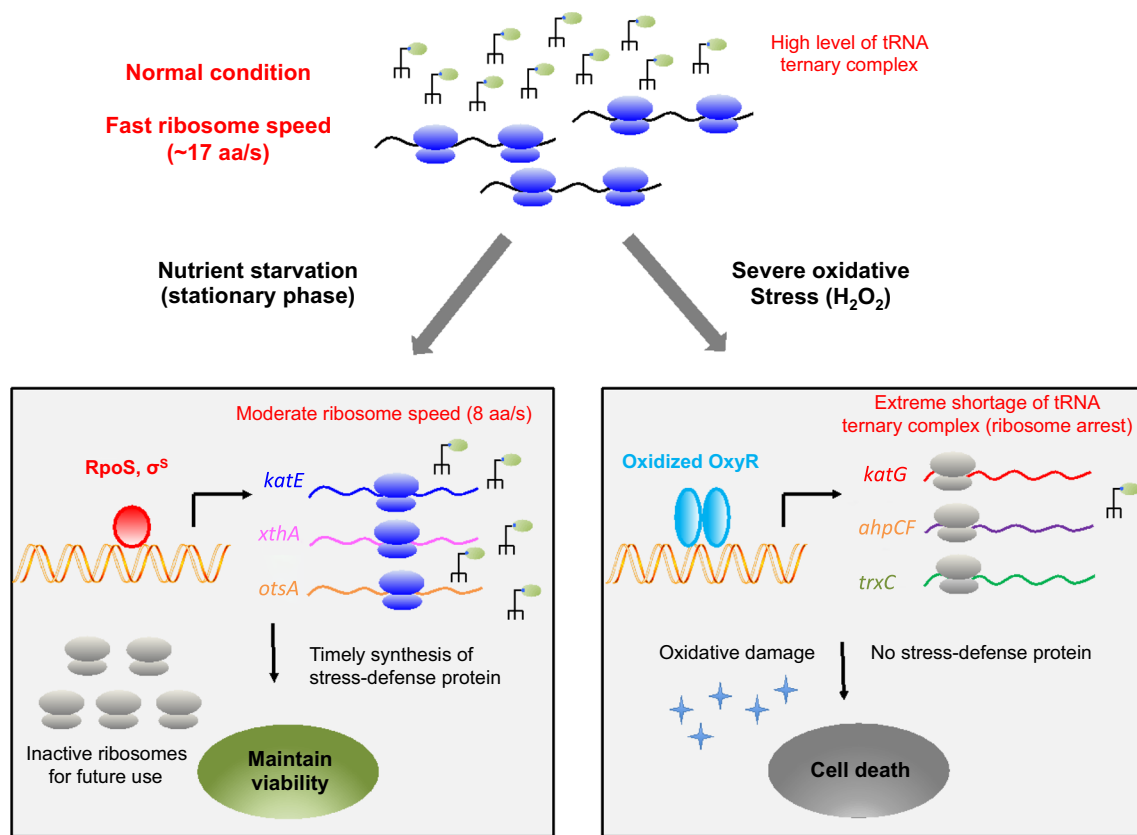 High level of tRNA
ternary complex
Normal condition
Fast ribosome speed
(~17 aa/s)
Nutrient starvation
(stationary phase)
Severe oxidative
Stress (H₂O₂)
Moderate ribosome speed (8 aa/s)
RpoS, σˢ
katE
xthA
otsA
Timely synthesis of
stress-defense protein
Inactive ribosomes
for future use
Maintain
viability
Extreme shortage of tRNA
ternary complex (ribosome arrest)
Oxidized OxyR
katG
ahpCF
trxC
Oxidative damage
No stress-defense protein
Cell death